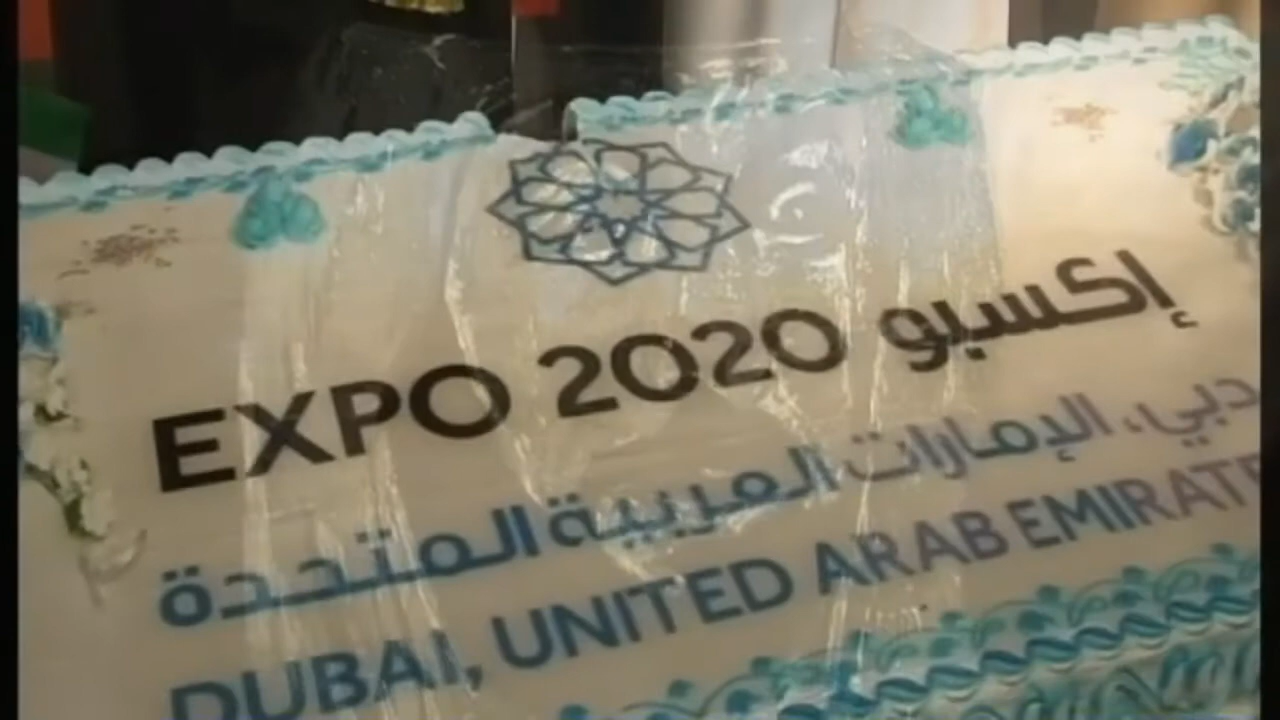 EXPO 2020 إكسبو
دبي، الإمارات العربية المتحدة
DUBAI, UNITED ARAB EMIRATE